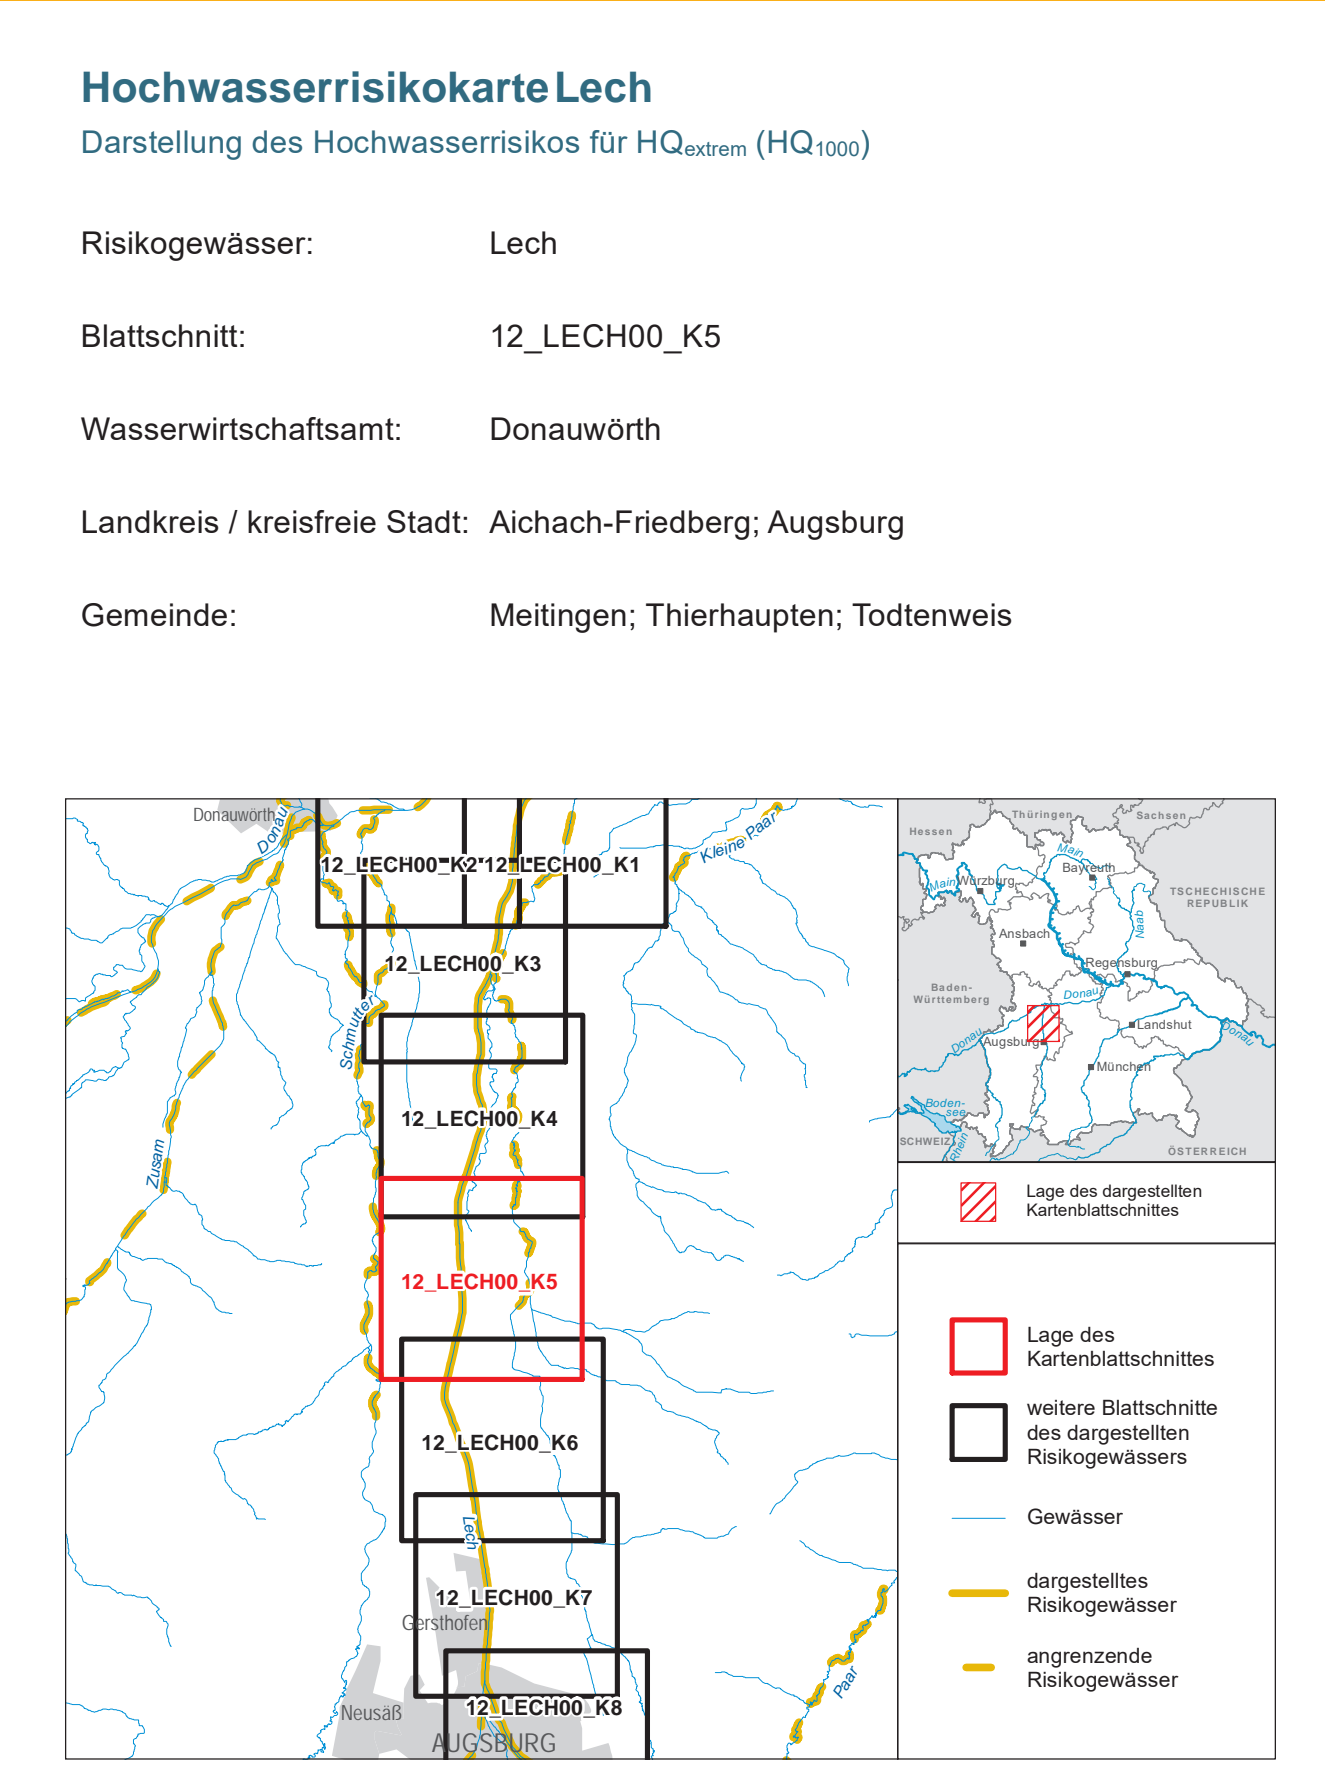 Hochwasserrisikokarte Lech
Darstellung des Hochwasserrisikos für HQextrem (HQ1000)
Risikogewässer: Lech
Blattschnitt: 12_LECH00_K5
Wasserwirtschaftsamt: Donauwörth
Landkreis / kreisfreie Stadt: Aichach-Friedberg; Augsburg
Gemeinde: Meitingen; Thierhaupten; Todtenweis
Donauwörth
Donau
Kleine Paar
12_LECH00_K2
12_LECH00_K1
12_LECH00_K3
Schmutter
12_LECH00_K4
Zusam
12_LECH00_K5
12_LECH00_K6
Lech
12_LECH00_K7
Gersthofen
Paar
Neusäß
12_LECH00_K8
AUGSBURG
Thüringen
Sachsen
Hessen
Main
Bayreuth
Main
Würzburg
TSCHECHISCHE
REPUBLIK
Naab
Ansbach
Regensburg
Baden-
Württemberg
Donau
Landshut
Donau
Donau
Augsburg
München
Boden-
see
SCHWEIZ
Rhein
ÖSTERREICH
Lage des dargestellten
Kartenblattschnittes
Lage des
Kartenblattschnittes
weitere Blattschnitte
des dargestellten
Risikogewässers
Gewässer
dargestelltes
Risikogewässer
angrenzende
Risikogewässer